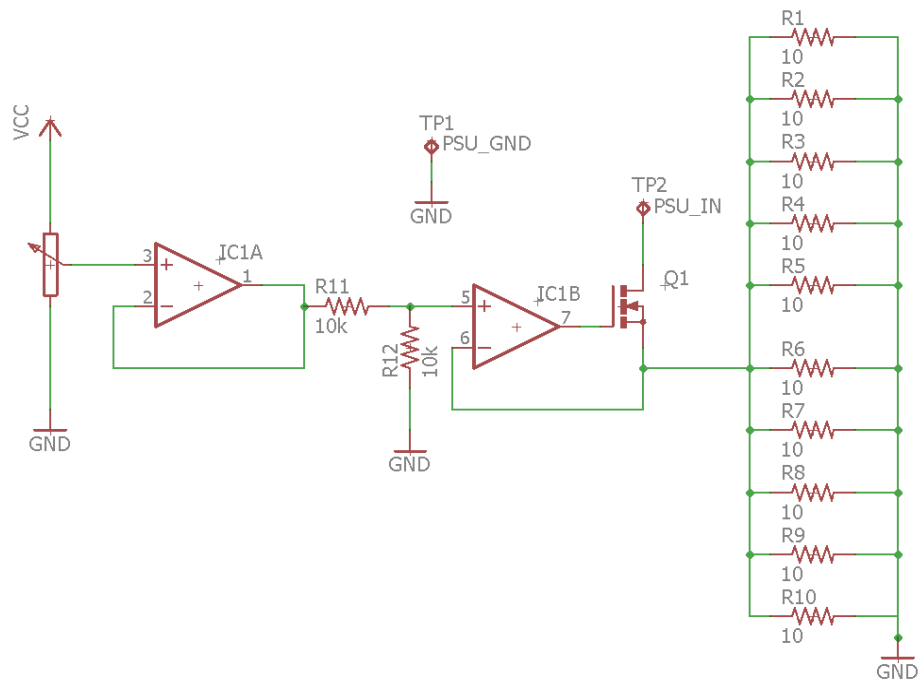 VCC
GND
3
2
+
-
IC1A
1
R11
10k
R12
10k
GND
TP1
PSU_GND
GND
5
6
+
-
IC1B
7
TP2
PSU_IN
Q1
R1
10
R2
10
R3
10
R4
10
R5
10
R6
10
R7
10
R8
10
R9
10
R10
10
GND